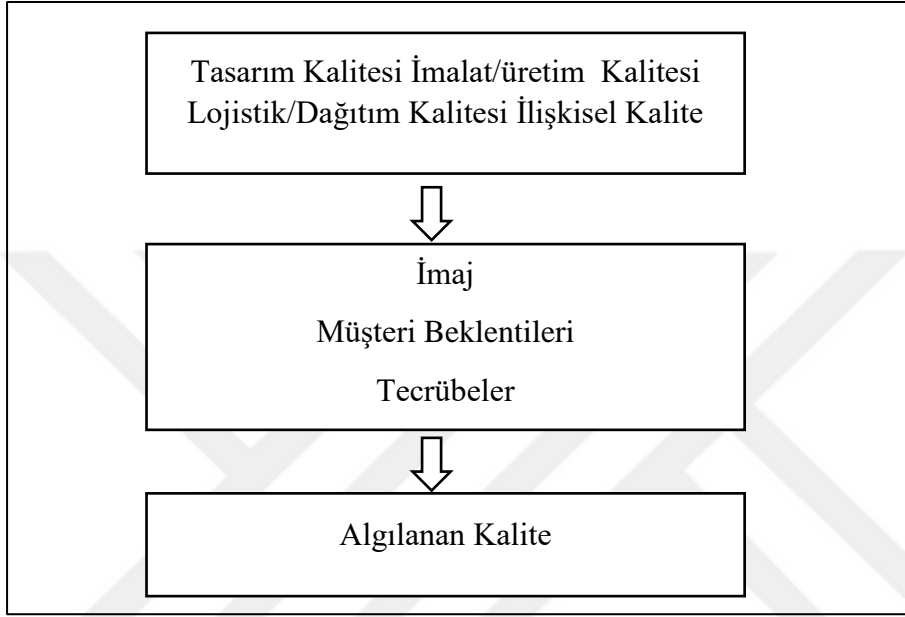 Tasarım Kalitesi İmalat/üretim Kalitesi
Lojistik/Dağıtım Kalitesi İlişkisel Kalite
İmaj
Müşteri Beklentileri
Tecrübeler
Algılanan Kalite